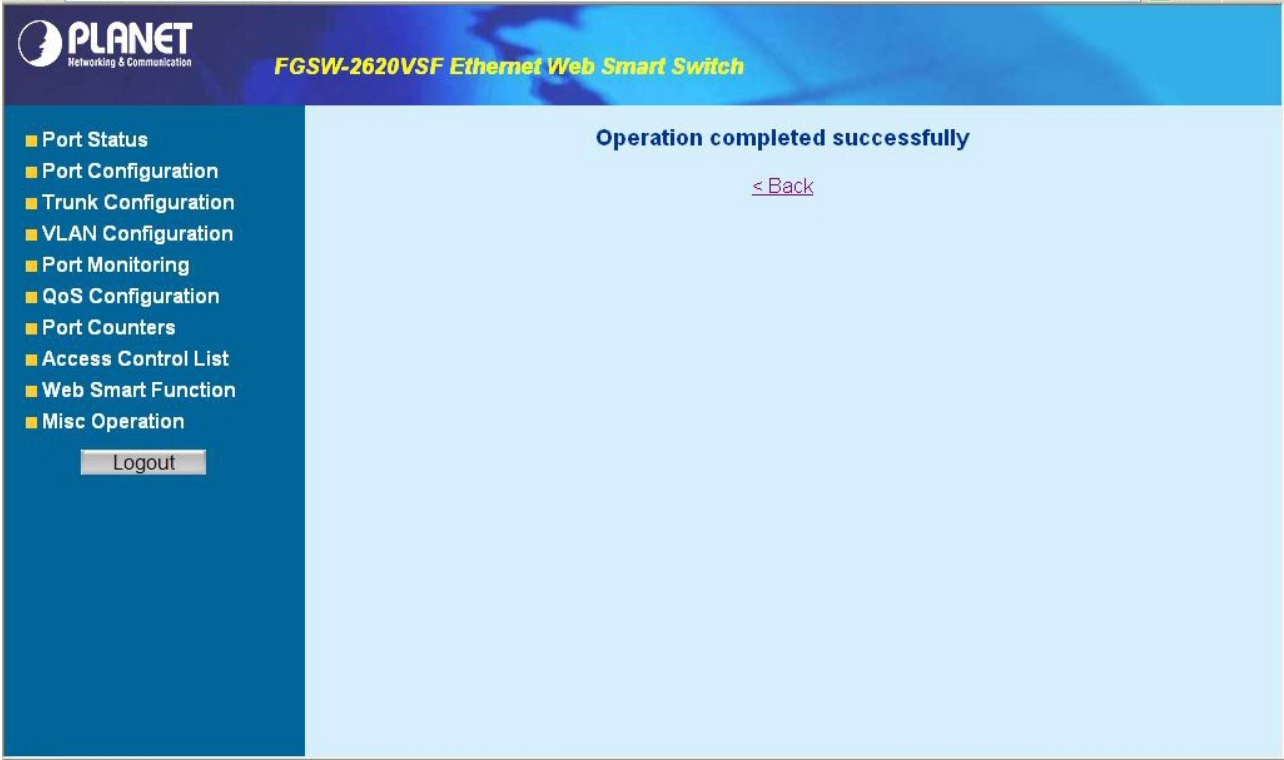 PLANET
Networking & Communication
FGSW-2620VSF Ethernet Web Smart Switch
Port Status
Port Configuration
Trunk Configuration
VLAN Configuration
Port Monitoring
QoS Configuration
Port Counters
Access Control List
Web Smart Function
Misc Operation
Logout
Operation completed successfully
< Back